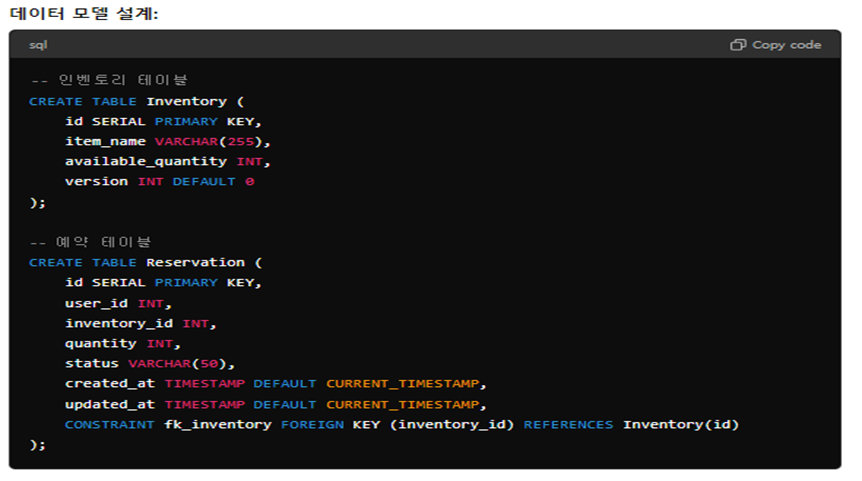 데이터 모델 설계:
sql
Copy code
-- 인벤토리 테이블
CREATE TABLE Inventory (
    id SERIAL PRIMARY KEY,
    item_name VARCHAR(255),
    available_quantity INT,
    version INT DEFAULT 0
);
-- 예약 테이블
CREATE TABLE Reservation (
    id SERIAL PRIMARY KEY,
    user_id INT,
    inventory_id INT,
    quantity INT,
    status VARCHAR(50),
    created_at TIMESTAMP DEFAULT CURRENT_TIMESTAMP,
    updated_at TIMESTAMP DEFAULT CURRENT_TIMESTAMP,
    CONSTRAINT fk_inventory FOREIGN KEY (inventory_id) REFERENCES Inventory(id)
);